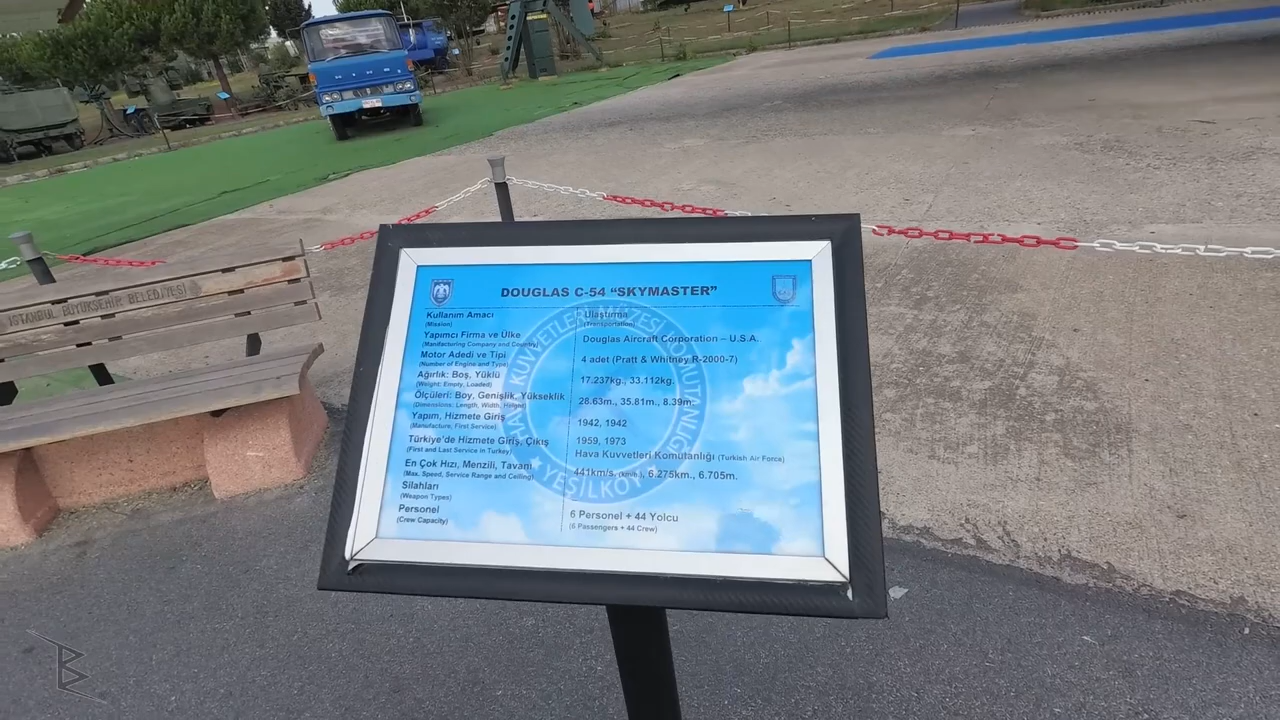 HINO
İSTANBUL BÜYÜKŞEHİR BELEDİYESİ
DOUGLAS C-54 “SKYMASTER”
Kullanım Amacı Ulaştırma
(Mission) (Transportation)
Yapımcı Firma ve Ülke Douglas Aircraft Corporation – U.S.A.
(Manifacturing Company and Country)
Motor Adedi ve Tipi 4 adet (Pratt & Whitney R-2000-7)
(Number of Engine and Type)
Ağırlık: Boş, Yüklü 17.237kg., 33.112kg.
(Weight: Empty, Loaded)
Ölçüleri: Boy, Genişlik, Yükseklik 28.63m., 35.81m., 8.39m.
(Dimensions: Length, Width, Height)
Yapım, Hizmete Giriş 1942, 1942
(Manufacture, First Service)
Türkiye'de Hizmete Giriş, Çıkış 1959, 1973
(First and Last Service in Turkey) Hava Kuvvetleri Komutanlığı (Turkish Air Force)
En Çok Hızı, Menzili, Tavanı 441km/s. (km/h.), 6.275km., 6.705m.
(Max. Speed, Service Range and Ceiling)
Silahları
(Weapon Types)
Personel 6 Personel + 44 Yolcu
(Crew Capacity) (6 Passengers + 44 Crew)
HAVA KUVVETLERİ MÜZESİ KOMUTANLIĞI
★ YEŞİLKÖY